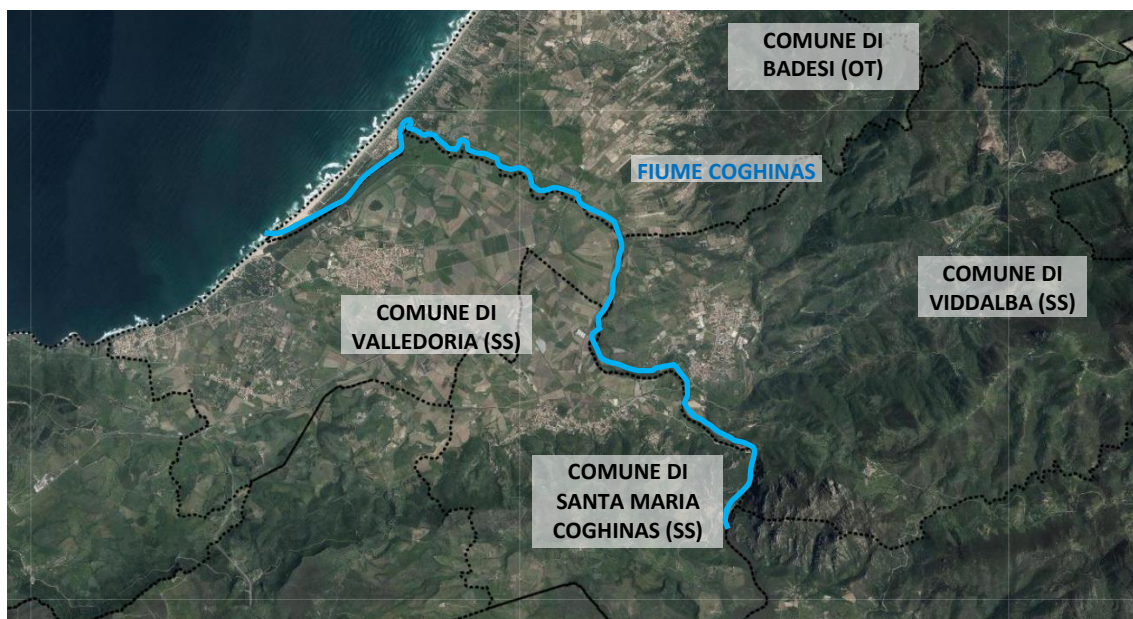 COMUNE DI
BADESI (OT)
FIUME COGHINAS
COMUNE DI
VIDDALBA (SS)
COMUNE DI
VALLEDORIA (SS)
COMUNE DI
SANTA MARIA
COGHINAS (SS)